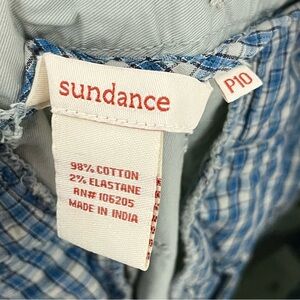 sundance
P10
98% COTTON
2% ELASTANE
RN# 106205
MADE IN INDIA